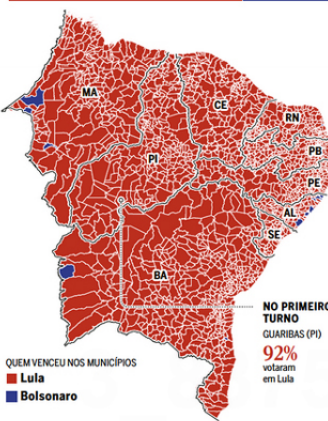 MA
CE
RN
PI
PB
PE
AL
SE
BA
NO PRIMEIRO
TURNO
GUARIBAS (PI)
92%
votaram
em Lula
QUEM VENCEU NOS MUNICÍPIOS
Lula
Bolsonaro